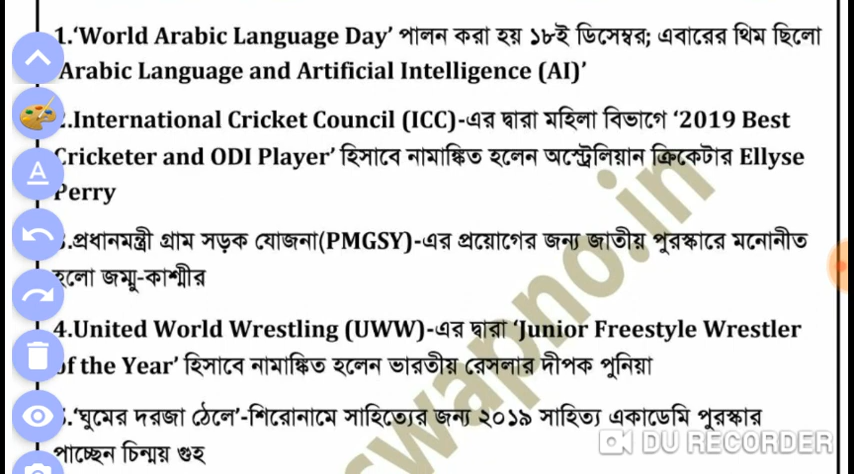 1.‘World Arabic Language Day’ পালন করা হয় ১৮ই ডিসেম্বর; এবারের থিম ছিলো
Arabic Language and Artificial Intelligence (AI)’
.International Cricket Council (ICC)-এর দ্বারা মহিলা বিভাগে ‘2019 Best
Cricketer and ODI Player’ হিসাবে নামাঙ্কিত হলেন অস্ট্রেলিয়ান ক্রিকেটার Ellyse
Perry
.প্রধানমন্ত্রী গ্রাম সড়ক যোজনা(PMGSY)-এর প্রয়োগের জন্য জাতীয় পুরস্কারে মনোনীত
হলো জম্মু-কাশ্মীর
4.United World Wrestling (UWW)-এর দ্বারা ‘Junior Freestyle Wrestler
of the Year’ হিসাবে নামাঙ্কিত হলেন ভারতীয় রেসলার দীপক পুনিয়া
.‘ঘুমের দরজা ঠেলে’-শিরোনামে সাহিত্যের জন্য ২০১৯ সাহিত্য একাডেমি পুরস্কার
পাচ্ছেন চিন্ময় গুহ
swapno.in
DU RECORDER
A